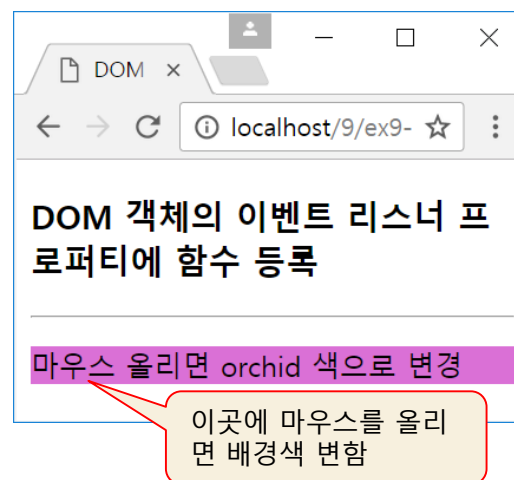 DOM
localhost/9/ex9-
DOM 객체의 이벤트 리스너 프
로퍼티에 함수 등록
마우스 올리면 orchid 색으로 변경
이곳에 마우스를 올리
면 배경색 변함